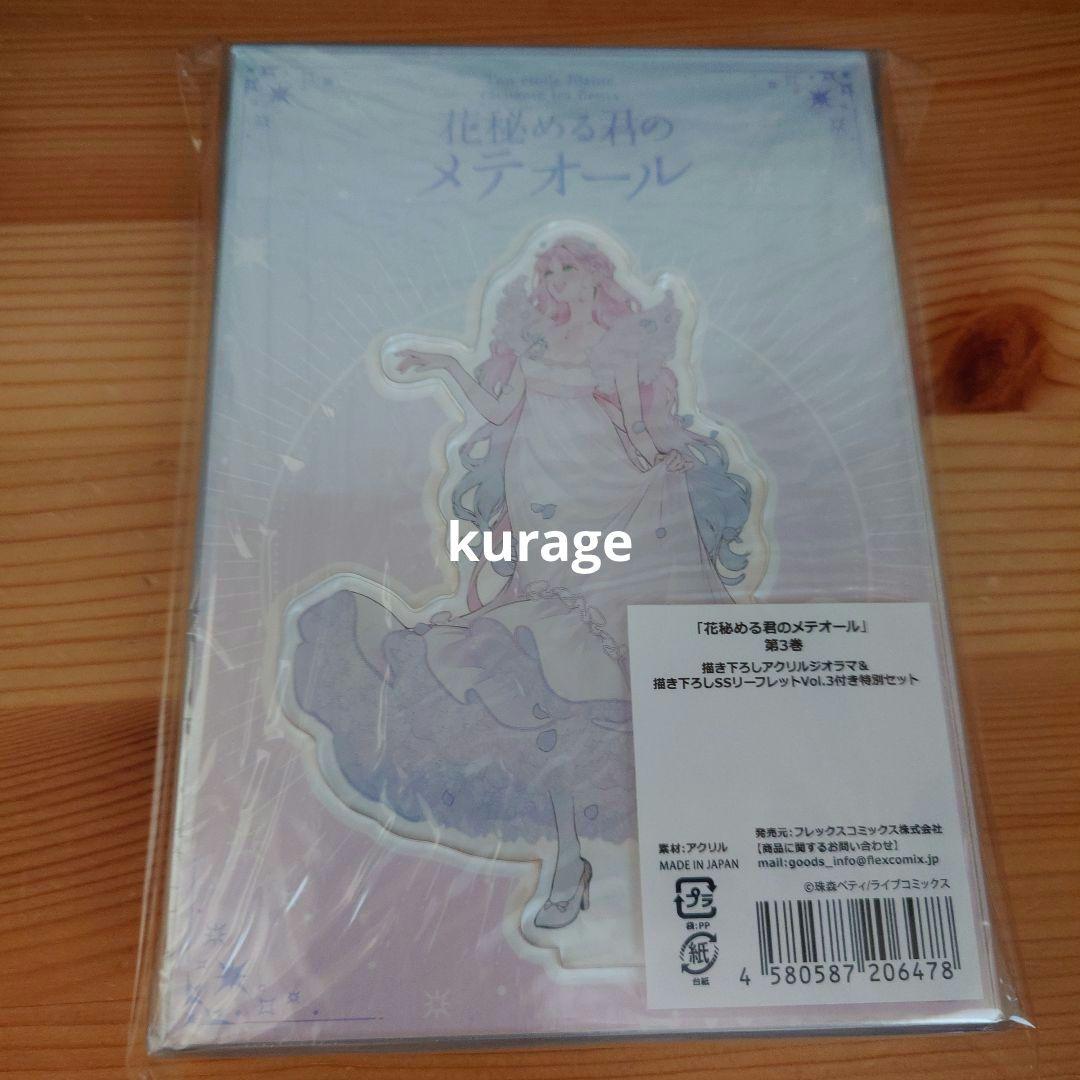 花秘める君の
メテオール
kurage
「花秘める君のメテオール」
第3巻
描き下ろしアクリルジオラマ&
描き下ろしSSリーフレットVol.3付き特別セット
発売元:フレックスコミックス株式会社
素材:アクリル
【商品に関するお問い合わせ】
MADE IN JAPAN
mail:goods_info@flexcomix.jp
©珠森ベティ/ライブコミックス
プラ
袋:PP
紙
台紙
4 580587 206478